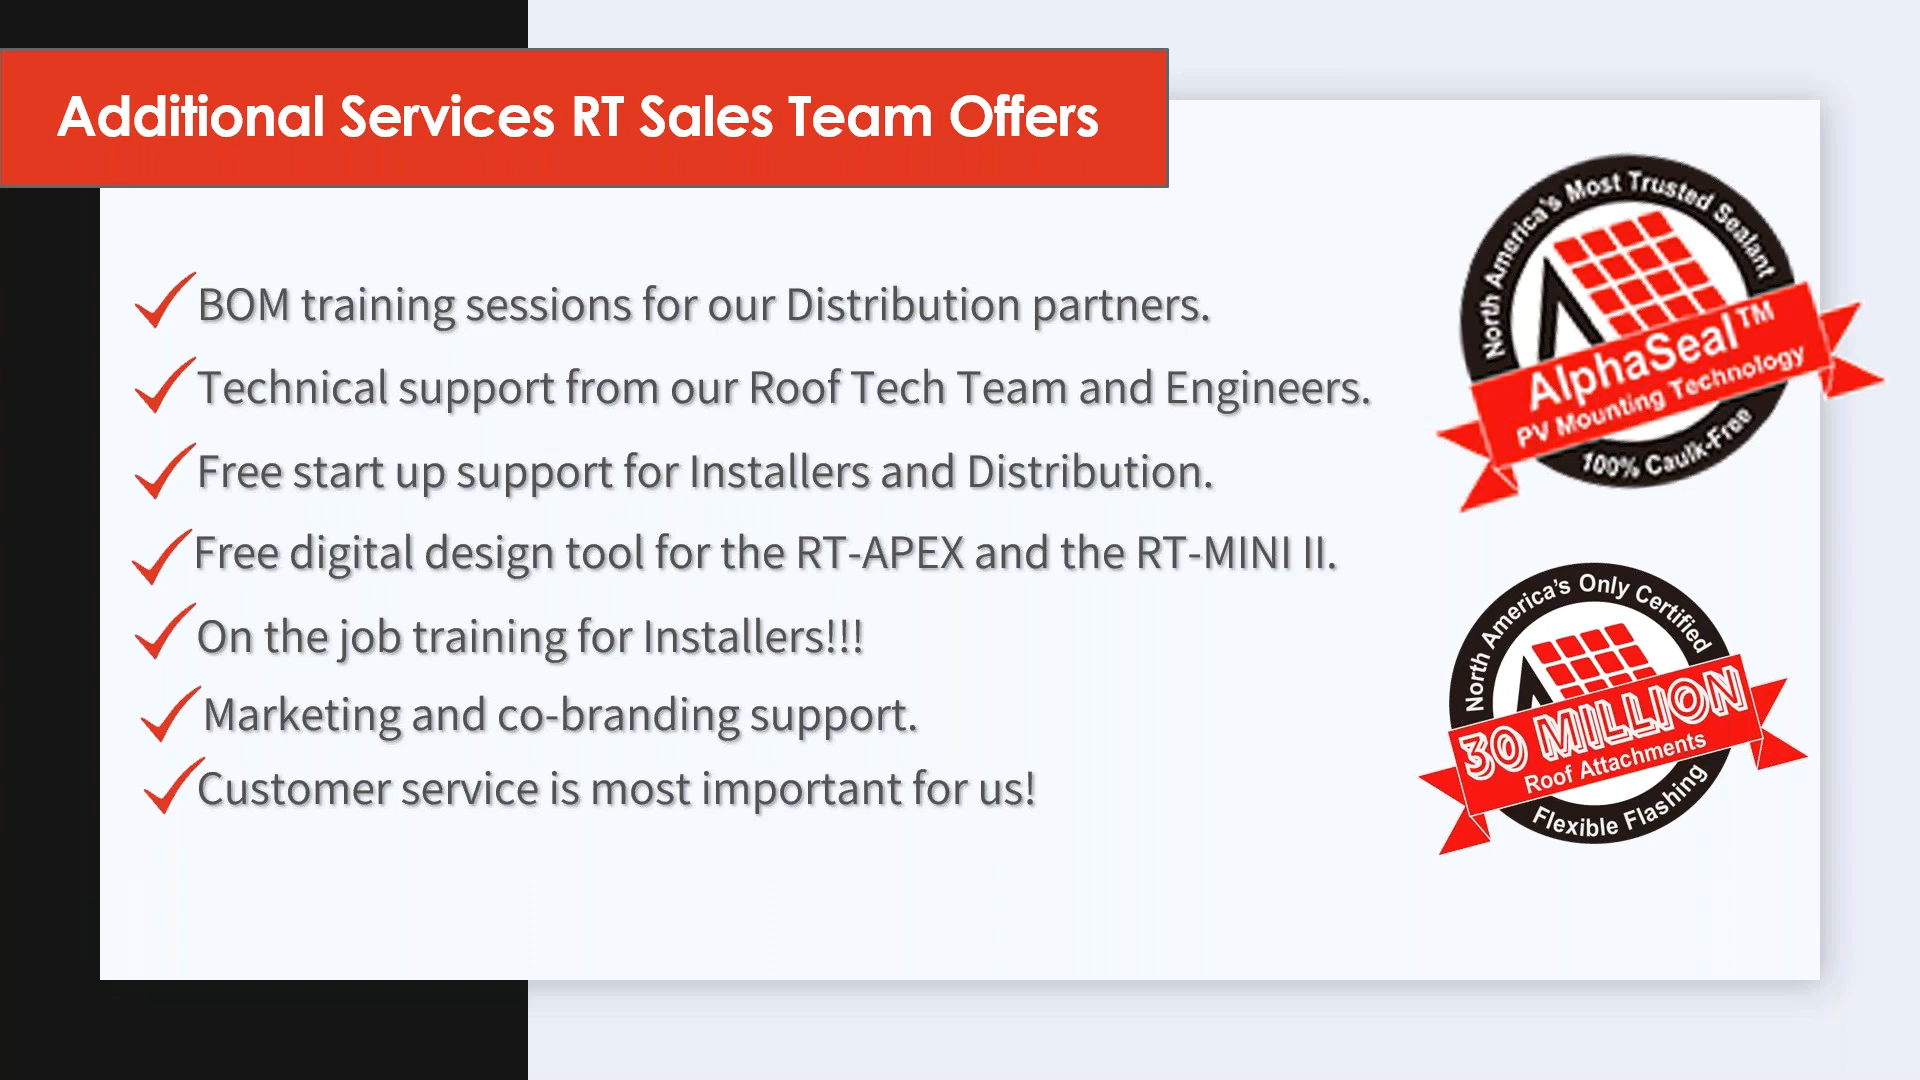 Additional Services RT Sales Team Offers
BOM training sessions for our Distribution partners.
Technical support from our Roof Tech Team and Engineers.
Free start up support for Installers and Distribution.
Free digital design tool for the RT-APEX and the RT-MINI II.
On the job training for Installers!!!
Marketing and co-branding support.
Customer service is most important for us!
North America's Most Trusted Sealant
AlphaSeal™
PV Mounting Technology
100% Caulk-Free
North America's Only Certified
30 MILLION
Roof Attachments
Flexible Flashing